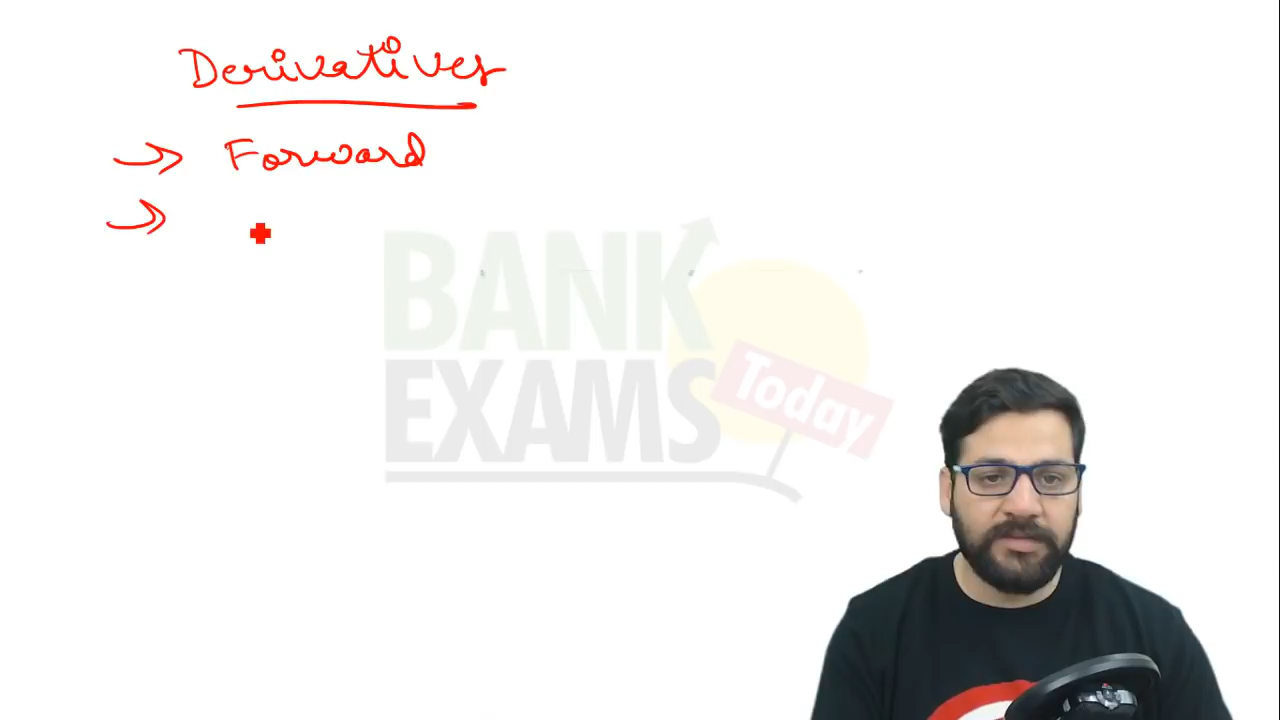 Derivatives
→ Forward
→
BANK
EXAMS
Today